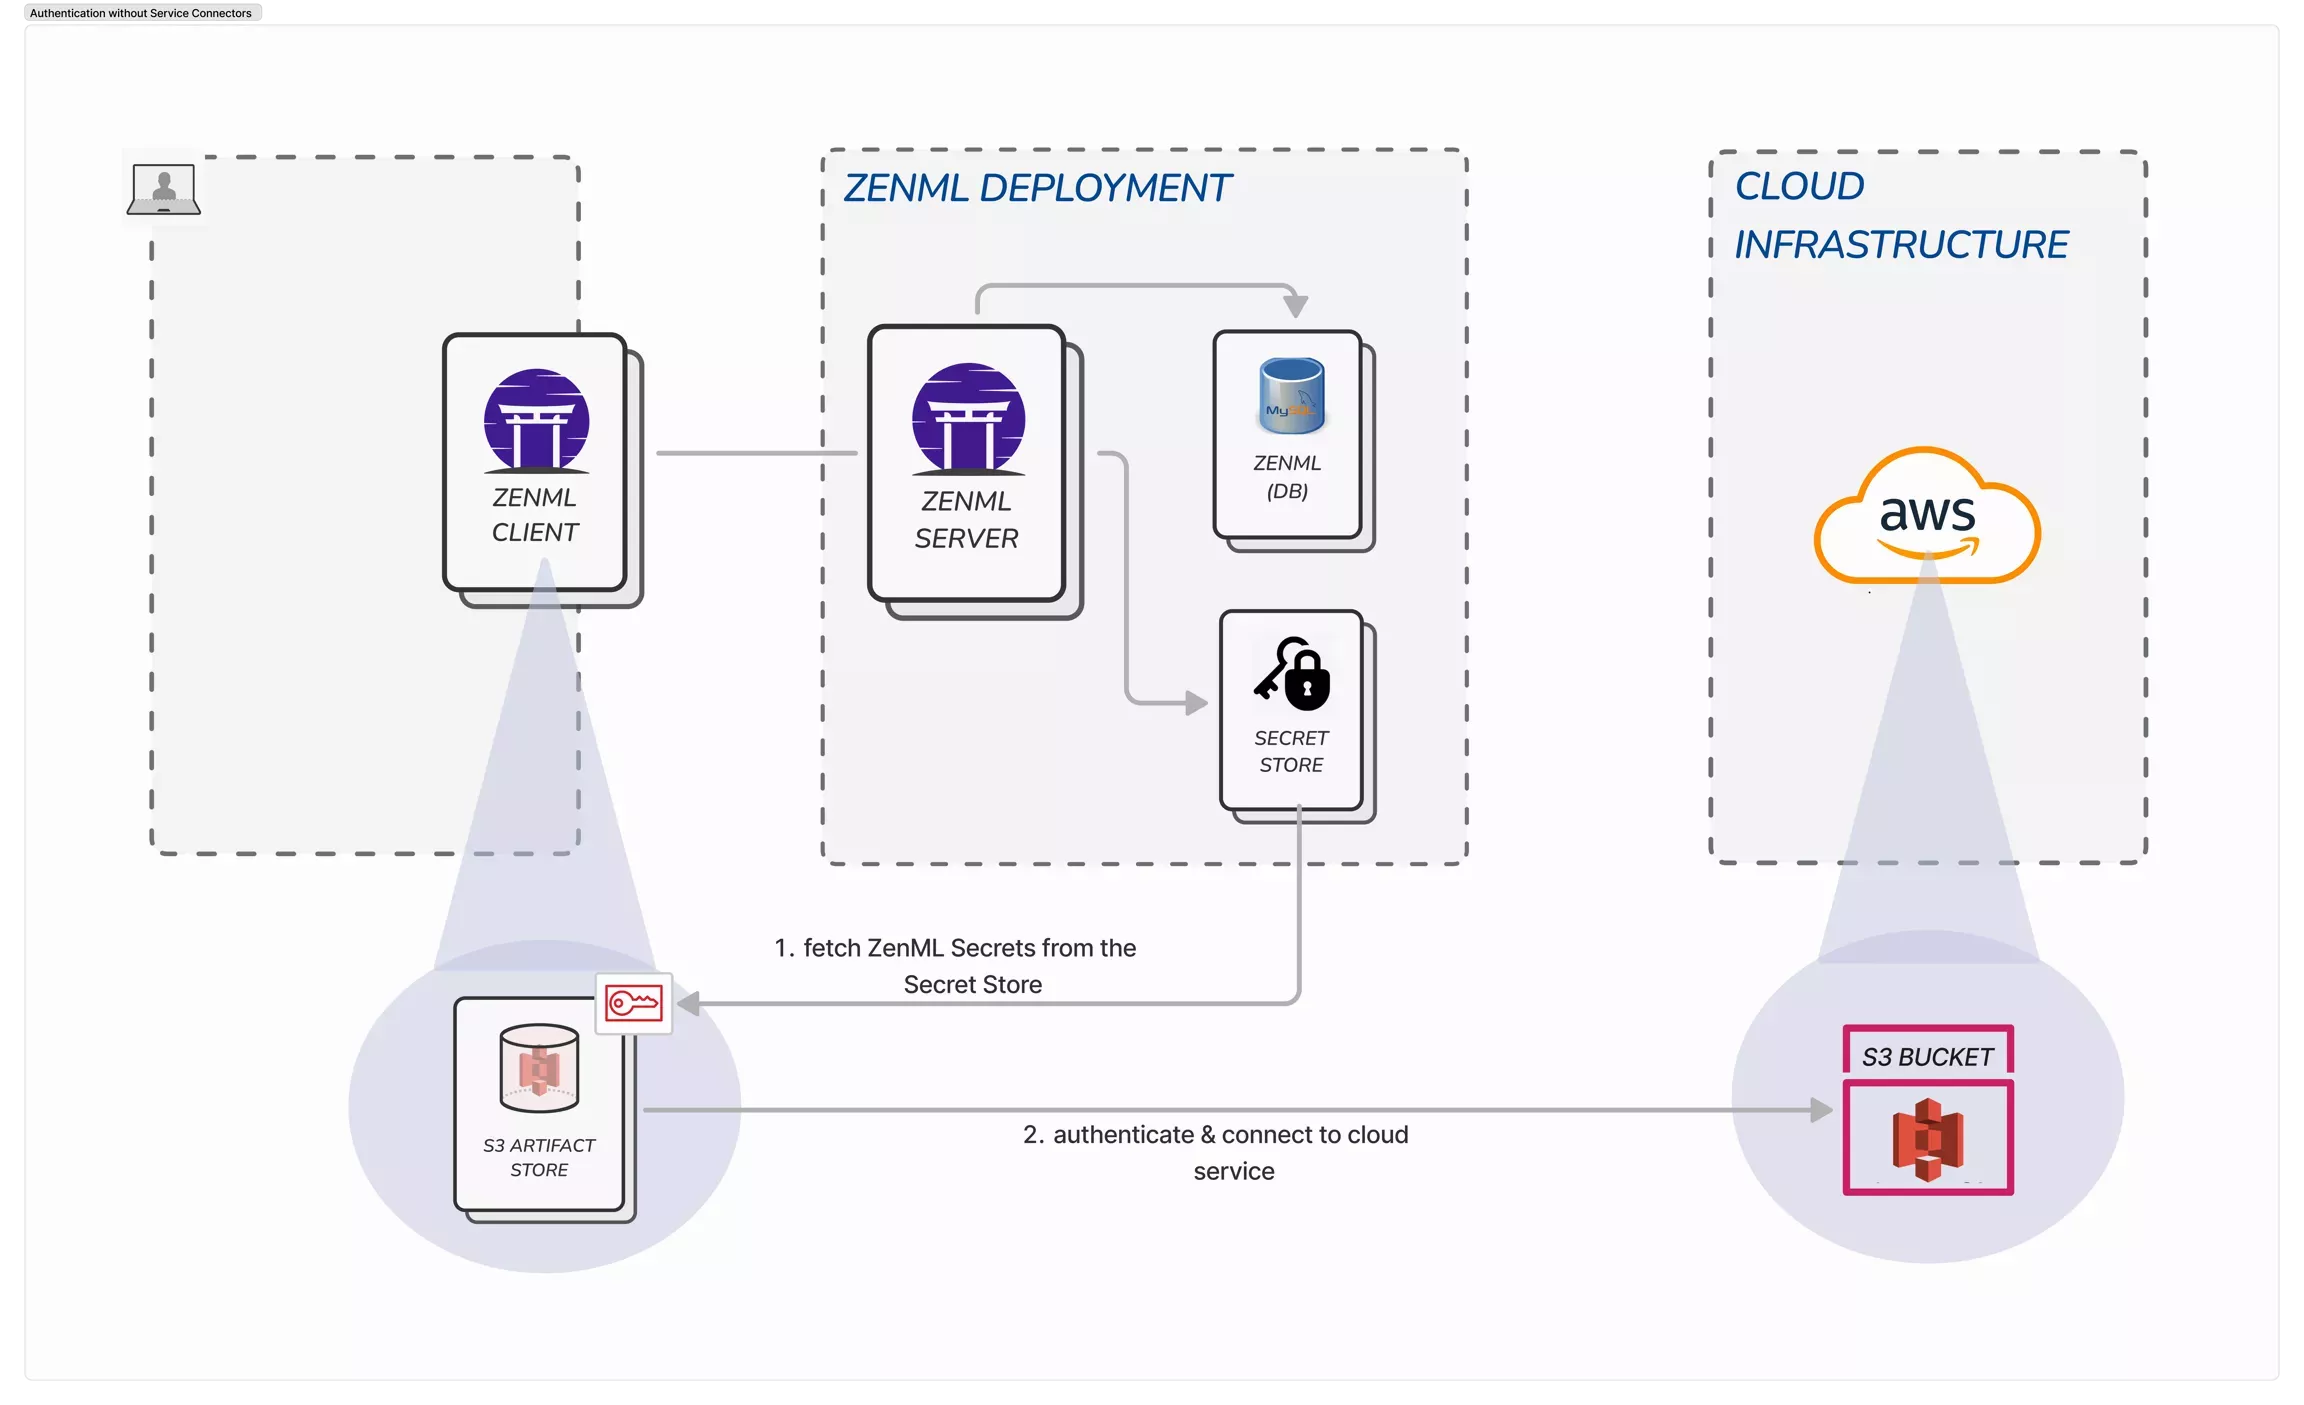 Authentication without Service Connectors
ZENML DEPLOYMENT
CLOUD
INFRASTRUCTURE
ZENML
CLIENT
ZENML
SERVER
MySQL
ZENML
(DB)
aws
SECRET
STORE
1. fetch ZenML Secrets from the
Secret Store
S3 ARTIFACT
STORE
S3 BUCKET
2. authenticate & connect to cloud
service